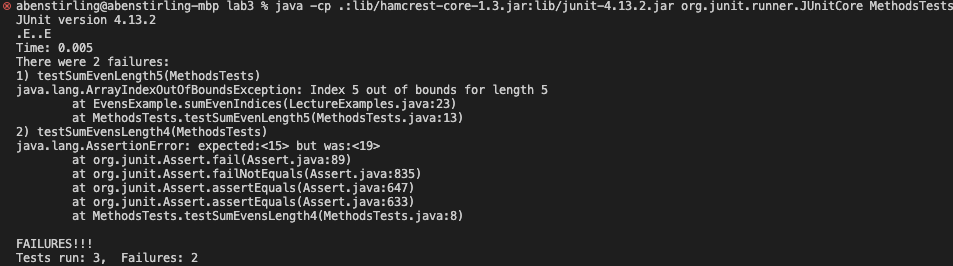 abenstirling@abenstirling-mbp lab3 % java -cp .:lib/hamcrest-core-1.3.jar:lib/junit-4.13.2.jar org.junit.runner.JUnitCore MethodsTests
JUnit version 4.13.2
.E..E
Time: 0.005
There were 2 failures:
1) testSumEvenLength5(MethodsTests)
java.lang.ArrayIndexOutOfBoundsException: Index 5 out of bounds for length 5
        at EvensExample.sumEvenIndices(LectureExamples.java:23)
        at MethodsTests.testSumEvenLength5(MethodsTests.java:13)
2) testSumEvensLength4(MethodsTests)
java.lang.AssertionError: expected:<15> but was:<19>
        at org.junit.Assert.fail(Assert.java:89)
        at org.junit.Assert.failNotEquals(Assert.java:835)
        at org.junit.Assert.assertEquals(Assert.java:647)
        at org.junit.Assert.assertEquals(Assert.java:633)
        at MethodsTests.testSumEvensLength4(MethodsTests.java:8)

FAILURES!!!
Tests run: 3,  Failures: 2